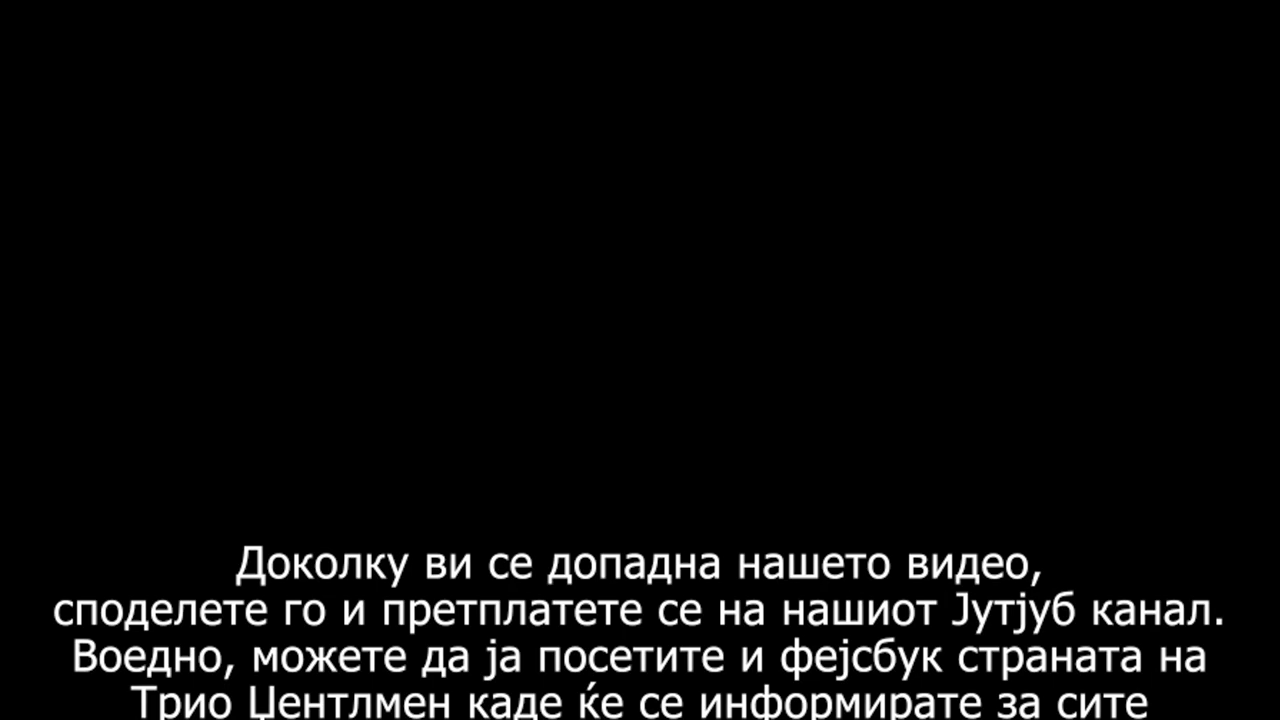 Доколку ви се допадна нашето видео,
споделете го и претплатете се на нашиот Јутјуб канал.
Воедно, можете да ја посетите и фејсбук страната на
Трио Џентлмен каде ќе се информирате за сите